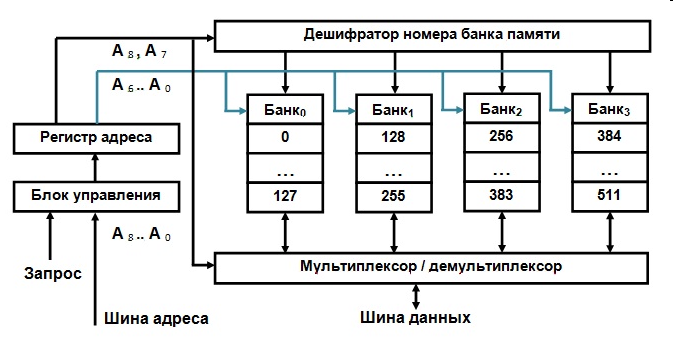 Дешифратор номера банка памяти
А 8 , А 7
А 6 .. А 0
Банк0 Банк1 Банк2 Банк3
Регистр адреса
0 128 256 384
... ... ... ...
Блок управления
127 255 383 511
А 8 .. А 0
Запрос
Мультиплексор / демультиплексор
Шина адреса
Шина данных